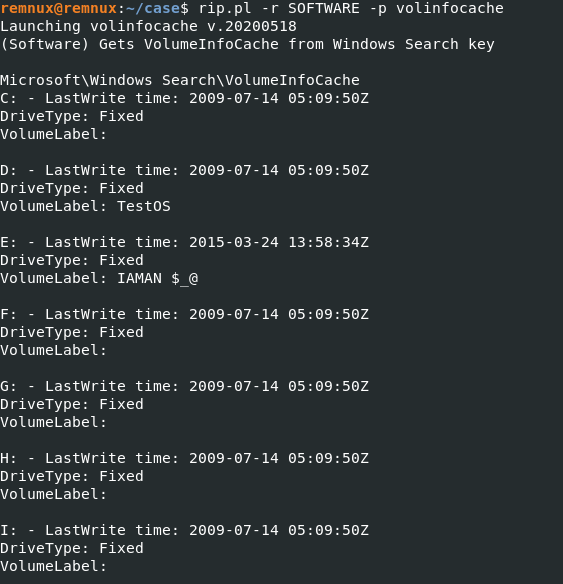 remnux@remnux:~/case$ rip.pl -r SOFTWARE -p volinfocache
Launching volinfocache v.20200518
(Software) Gets VolumeInfoCache from Windows Search key
Microsoft\Windows Search\VolumeInfoCache
C: - LastWrite time: 2009-07-14 05:09:50Z
DriveType: Fixed
VolumeLabel:
D: - LastWrite time: 2009-07-14 05:09:50Z
DriveType: Fixed
VolumeLabel: TestOS
E: - LastWrite time: 2015-03-24 13:58:34Z
DriveType: Fixed
VolumeLabel: IAMAN $_@
F: - LastWrite time: 2009-07-14 05:09:50Z
DriveType: Fixed
VolumeLabel:
G: - LastWrite time: 2009-07-14 05:09:50Z
DriveType: Fixed
VolumeLabel:
H: - LastWrite time: 2009-07-14 05:09:50Z
DriveType: Fixed
VolumeLabel:
I: - LastWrite time: 2009-07-14 05:09:50Z
DriveType: Fixed
VolumeLabel: